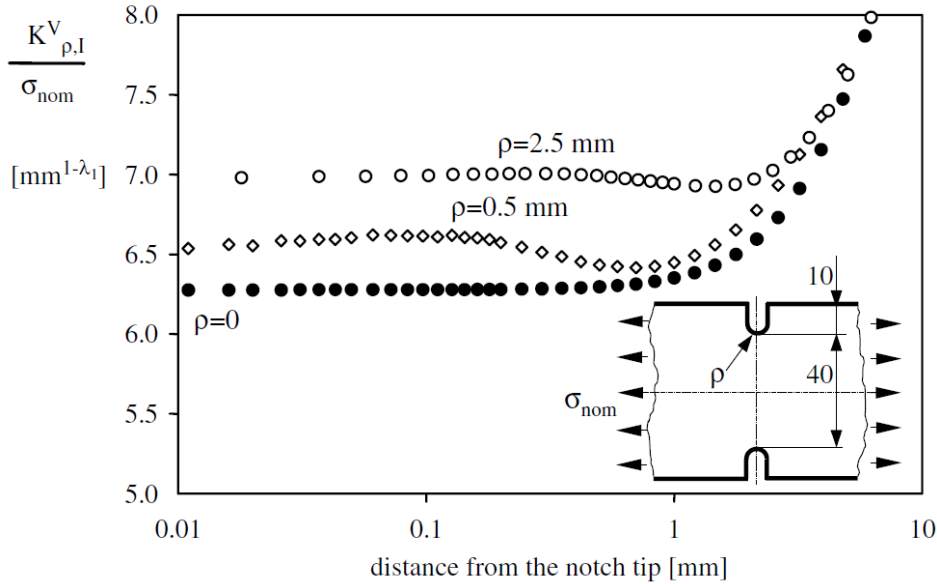 K^V_ρ,I
σ_nom
[mm^1-λ₁]
8.0
7.5
7.0
6.5
6.0
5.5
5.0
ρ=2.5 mm
ρ=0.5 mm
ρ=0
10
ρ
40
σ_nom
0.01
0.1
1
10
distance from the notch tip [mm]